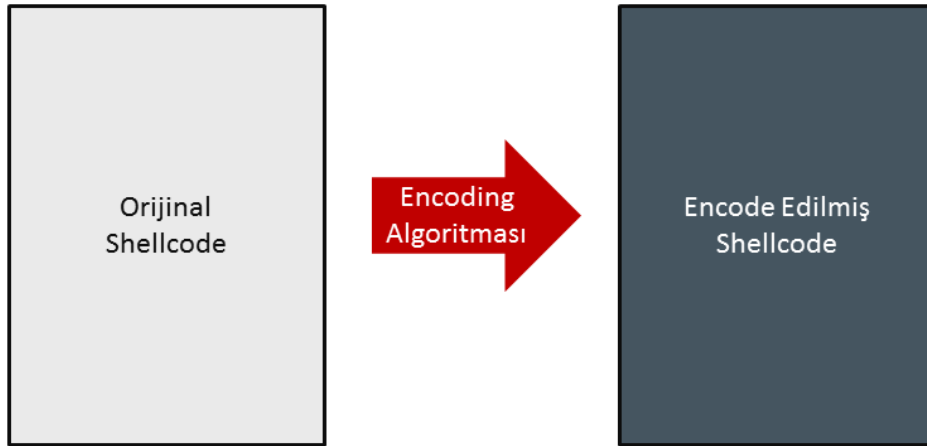 Orijinal
Shellcode
Encoding
Algoritması
Encode Edilmiş
Shellcode